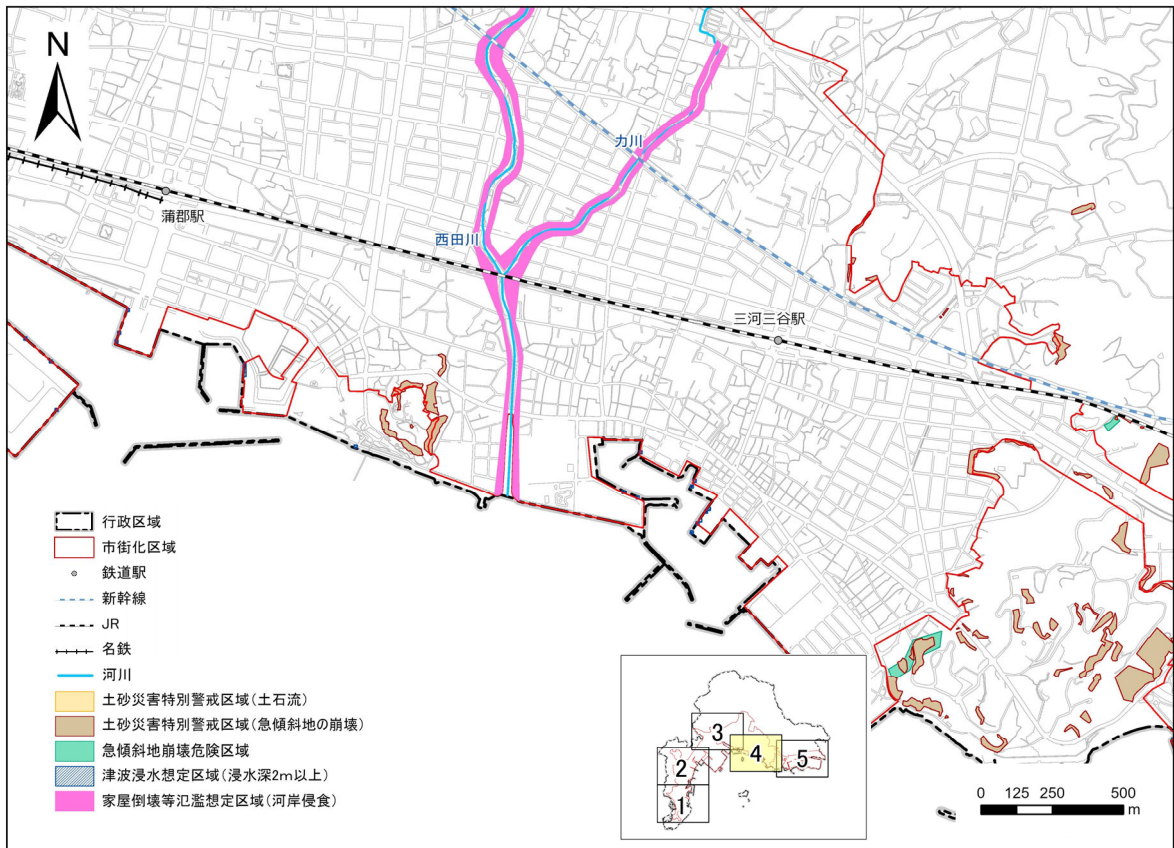 N
力川
蒲郡駅
西田川
三河三谷駅
行政区域
市街化区域
鉄道駅
新幹線
JR
名鉄
河川
土砂災害特別警戒区域(土石流)
土砂災害特別警戒区域(急傾斜地の崩壊)
急傾斜地崩壊危険区域
津波浸水想定区域(浸水深2m以上)
家屋倒壊等氾濫想定区域(河岸侵食)
3
4
5
2
1
0 125 250 500
m